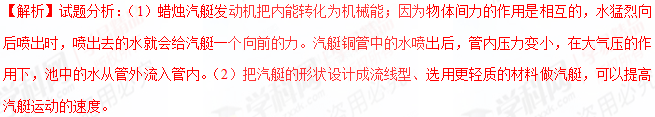 【解析】试题分析：（1）蜡烛汽艇发动机把内能转化为机械能；因为物体间力的作用是相互的，水猛烈向
后喷出时，喷出去的水就会给汽艇一个向前的力。汽艇铜管中的水喷出后，管内压力变小，在大气压的作
用下，池中的水从管外流入管内。（2）把汽艇的形状设计成流线型、选用更轻质的材料做汽艇，可以提高
汽艇运动的速度。